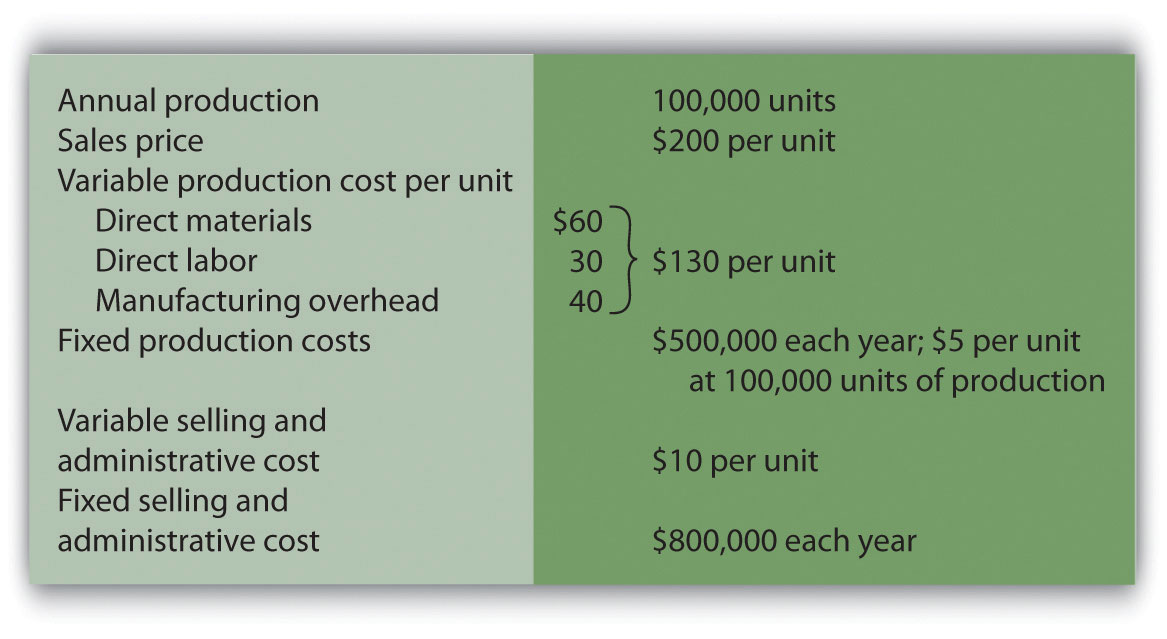 Annual production 100,000 units
Sales price $200 per unit
Variable production cost per unit
Direct materials $60
Direct labor 30 $130 per unit
Manufacturing overhead 40
Fixed production costs $500,000 each year; $5 per unit
at 100,000 units of production
Variable selling and
administrative cost $10 per unit
Fixed selling and
administrative cost $800,000 each year